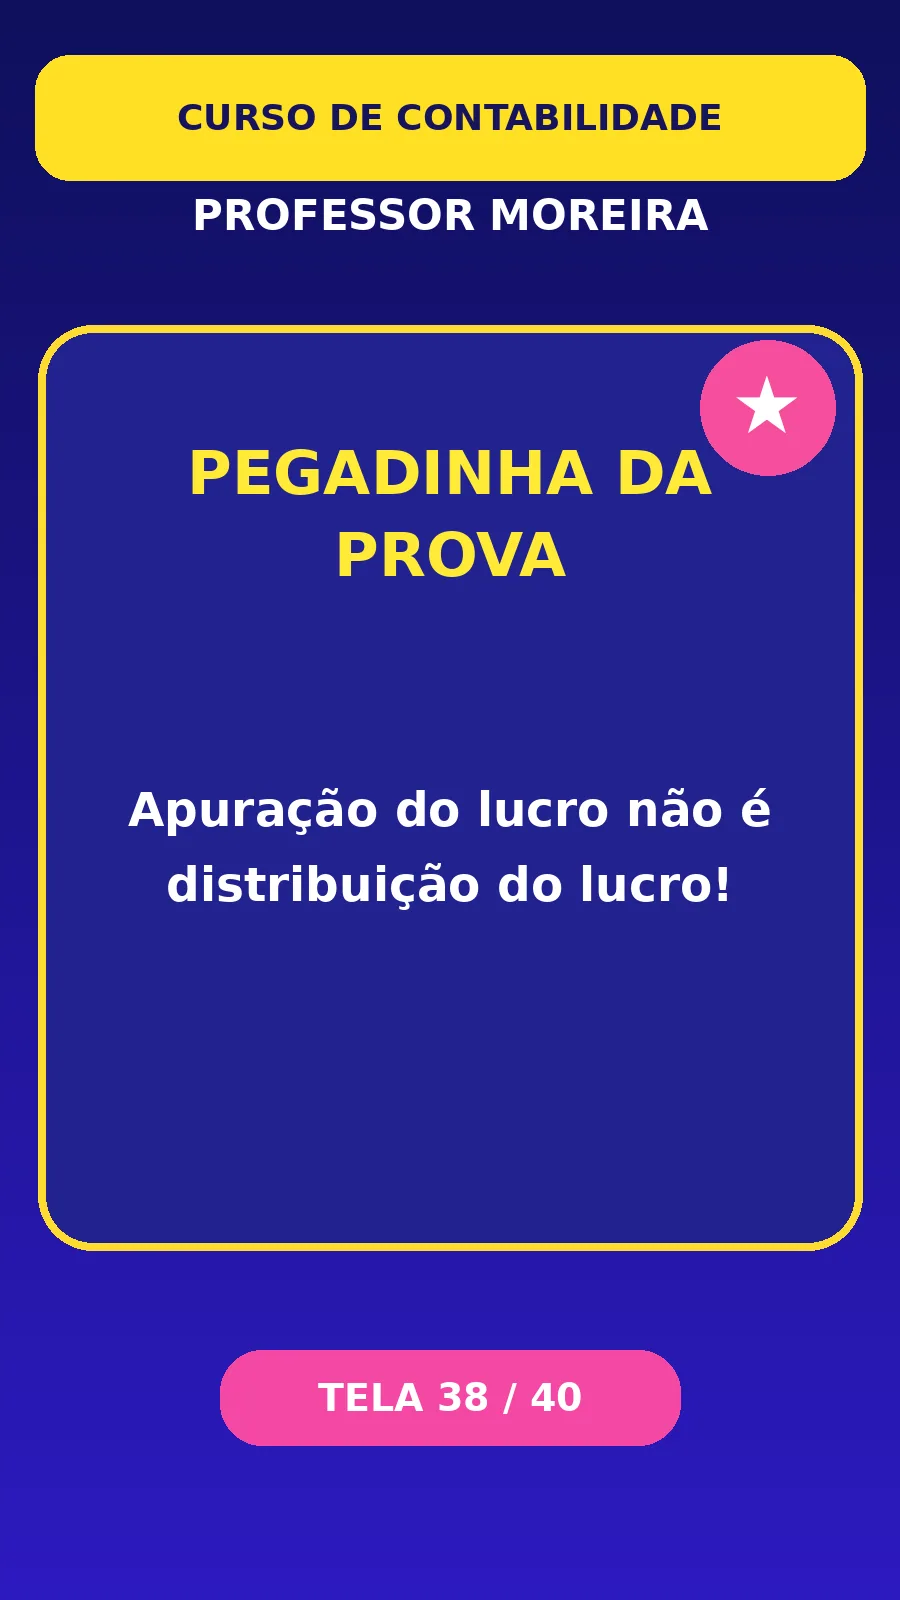 CURSO DE CONTABILIDADE
PROFESSOR MOREIRA
PEGADINHA DA
PROVA
Apuração do lucro não é
distribuição do lucro!
TELA 38 / 40